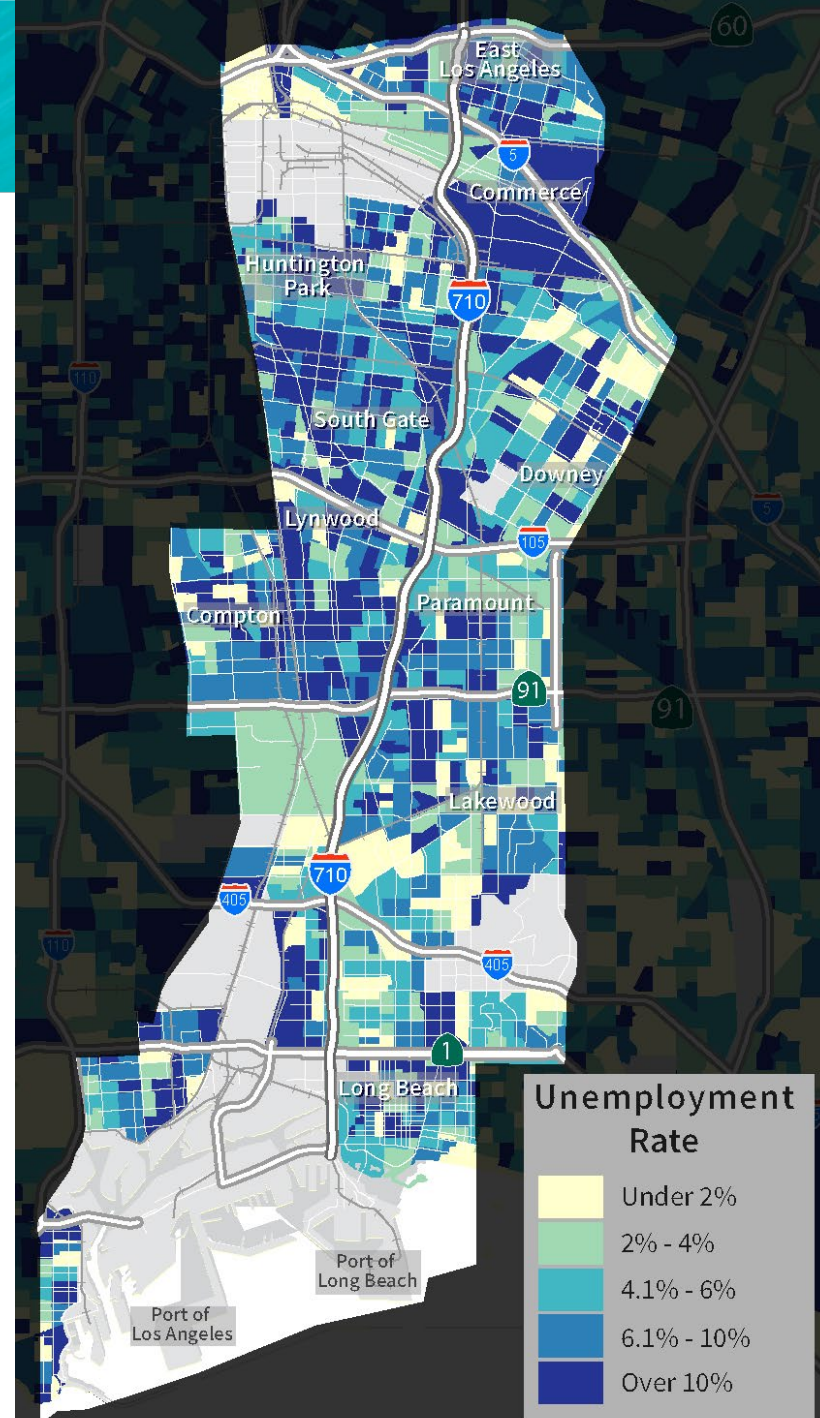 60
East
Los Angeles
5
Commerce
Huntington
Park
710
110
South Gate
Downey
5
Lynwood
105
Compton
Paramount
91
91
Lakewood
710
405
110
405
1
Long Beach
Port of
Long Beach
Port of
Los Angeles
Unemployment
Rate
Under 2%
2% - 4%
4.1% - 6%
6.1% - 10%
Over 10%